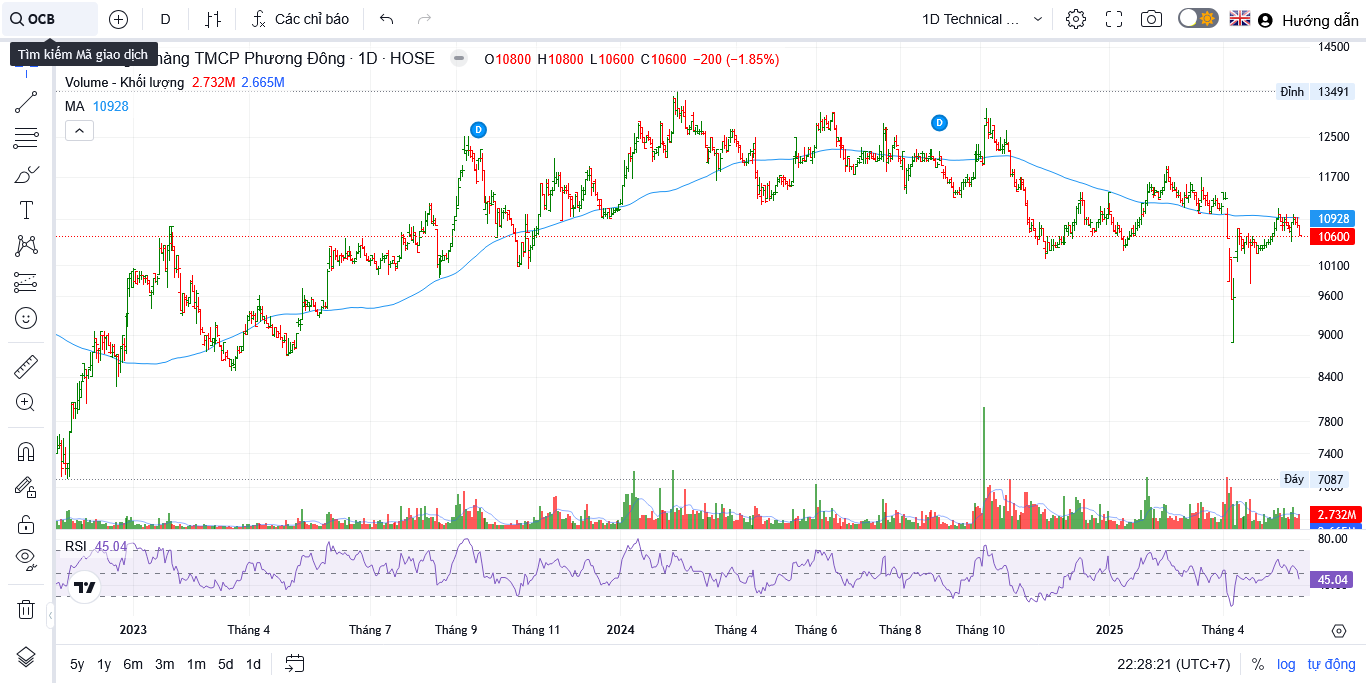 OCB
D
Các chỉ báo
1D Technical ...
Hướng dẫn
Tìm kiếm Mã giao dịch
hàng TMCP Phương Đông · 1D · HOSE
O10800 H10800 L10600 C10600 −200 (−1.85%)
Volume - Khối lượng 2.732M 2.665M
MA 10928
D
D
14500
Đỉnh 13491
12500
11700
10928
10600
10100
9600
9000
8400
7800
7400
Đáy 7087
2.732M
RSI 45.04
80.00
45.04
2023
Tháng 4
Tháng 7
Tháng 9
Tháng 11
2024
Tháng 4
Tháng 6
Tháng 8
Tháng 10
2025
Tháng 4
5y 1y 6m 3m 1m 5d 1d
22:28:21 (UTC+7)
% log tự động